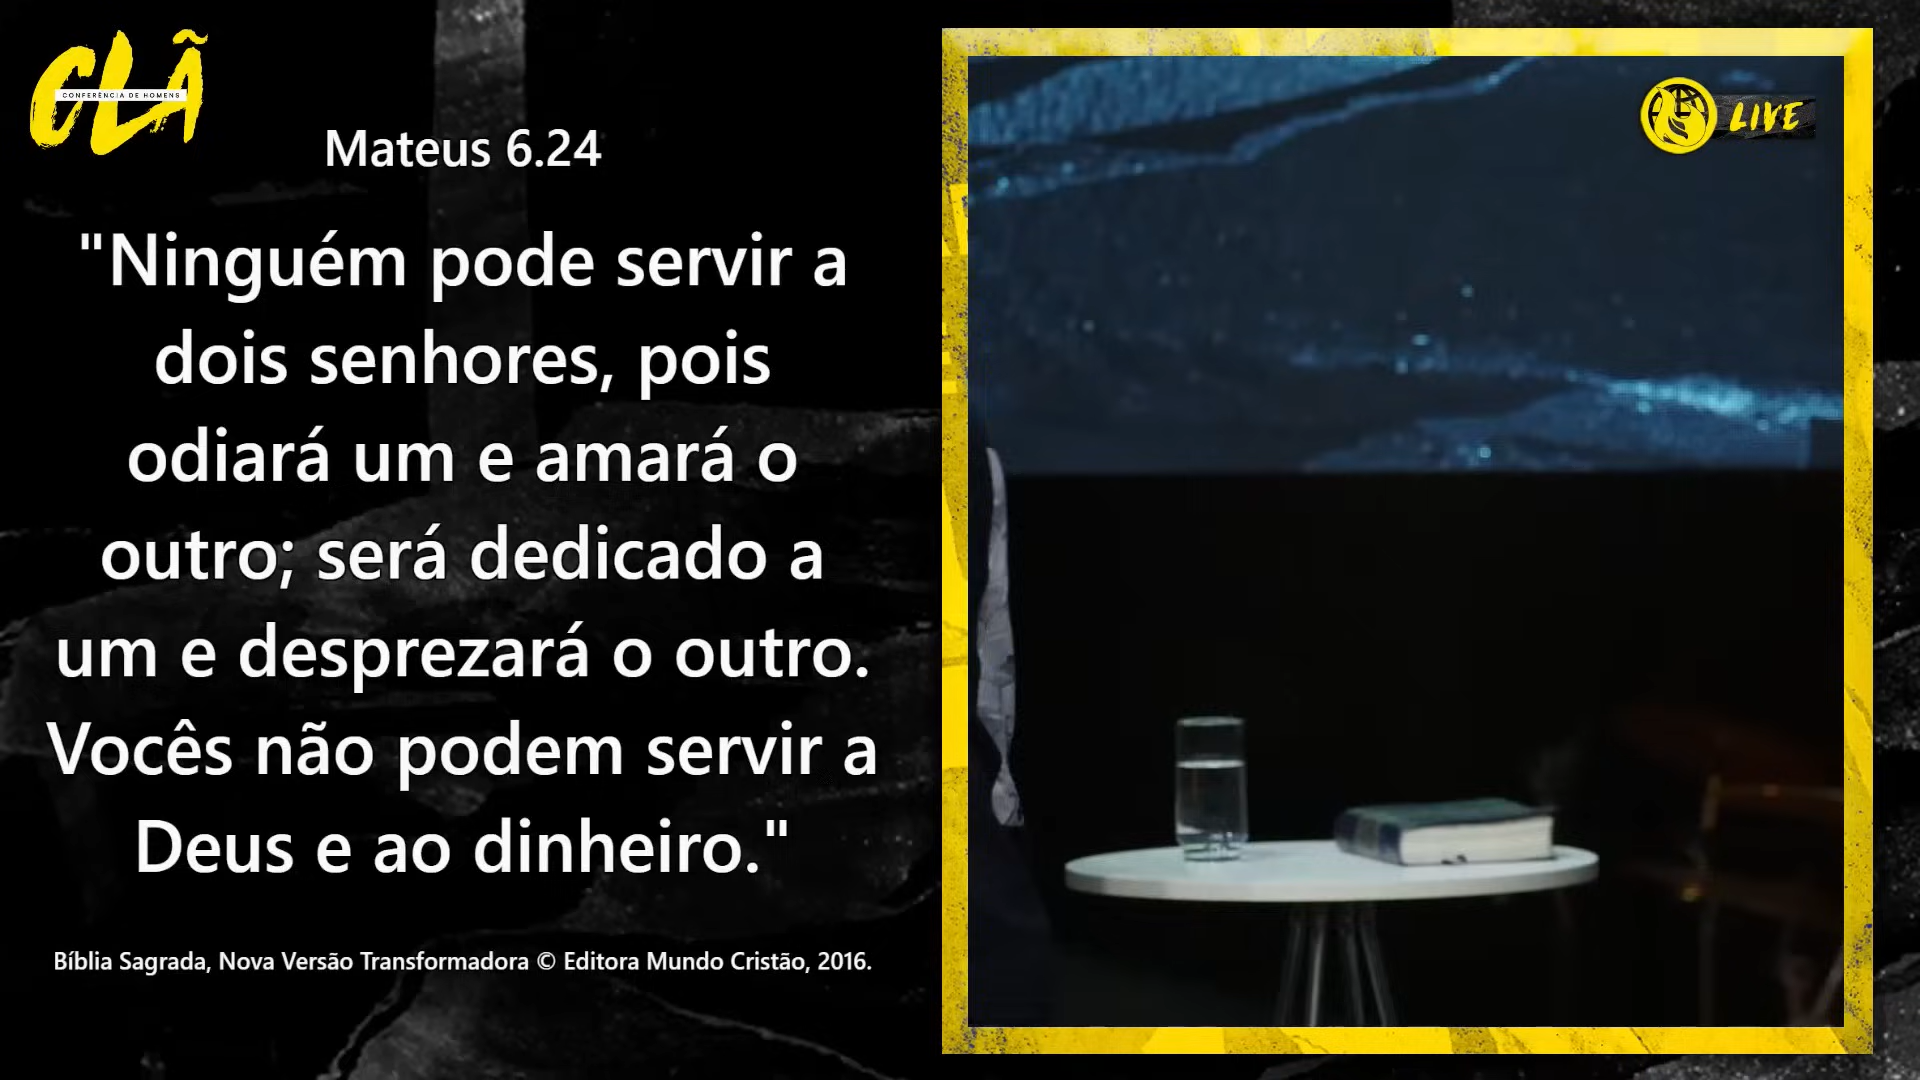 CLÃ
CONFERÊNCIA DE HOMENS
Mateus 6.24
"Ninguém pode servir a
dois senhores, pois
odiará um e amará o
outro; será dedicado a
um e desprezará o outro.
Vocês não podem servir a
Deus e ao dinheiro."
Bíblia Sagrada, Nova Versão Transformadora © Editora Mundo Cristão, 2016.
LIVE